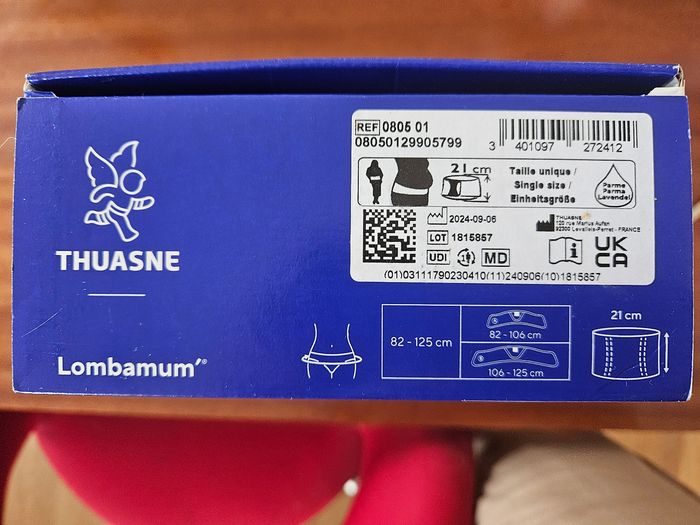 THUASNE
Lombamum'®
REF 0805 01
08050129905799
3 401097 272412
21 cm
Taille unique /
Single size /
Einheitsgröße
Parme
Parma
Lavendel
2024-09-06
LOT 1815857
UDI MD
THUASNE
120 rue Marius Aufan
92300 Levallois-Perret - FRANCE
UK
CA
(01)03111790230410(11)240906(10)1815857
82 - 125 cm
A
82 - 106 cm
B
106 - 125 cm
21 cm